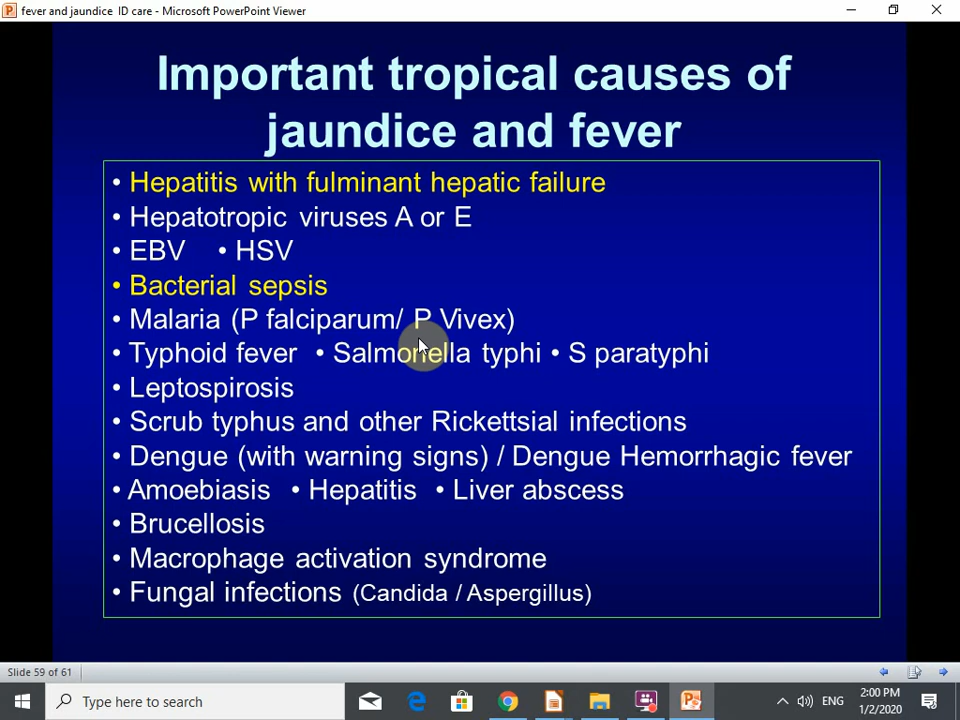 fever and jaundice ID care - Microsoft PowerPoint Viewer
Important tropical causes of
jaundice and fever
• Hepatitis with fulminant hepatic failure
• Hepatotropic viruses A or E
• EBV • HSV
• Bacterial sepsis
• Malaria (P falciparum/ P Vivex)
• Typhoid fever • Salmonella typhi • S paratyphi
• Leptospirosis
• Scrub typhus and other Rickettsial infections
• Dengue (with warning signs) / Dengue Hemorrhagic fever
• Amoebiasis • Hepatitis • Liver abscess
• Brucellosis
• Macrophage activation syndrome
• Fungal infections (Candida / Aspergillus)
Slide 59 of 61
Type here to search
ENG
2:00 PM
1/2/2020